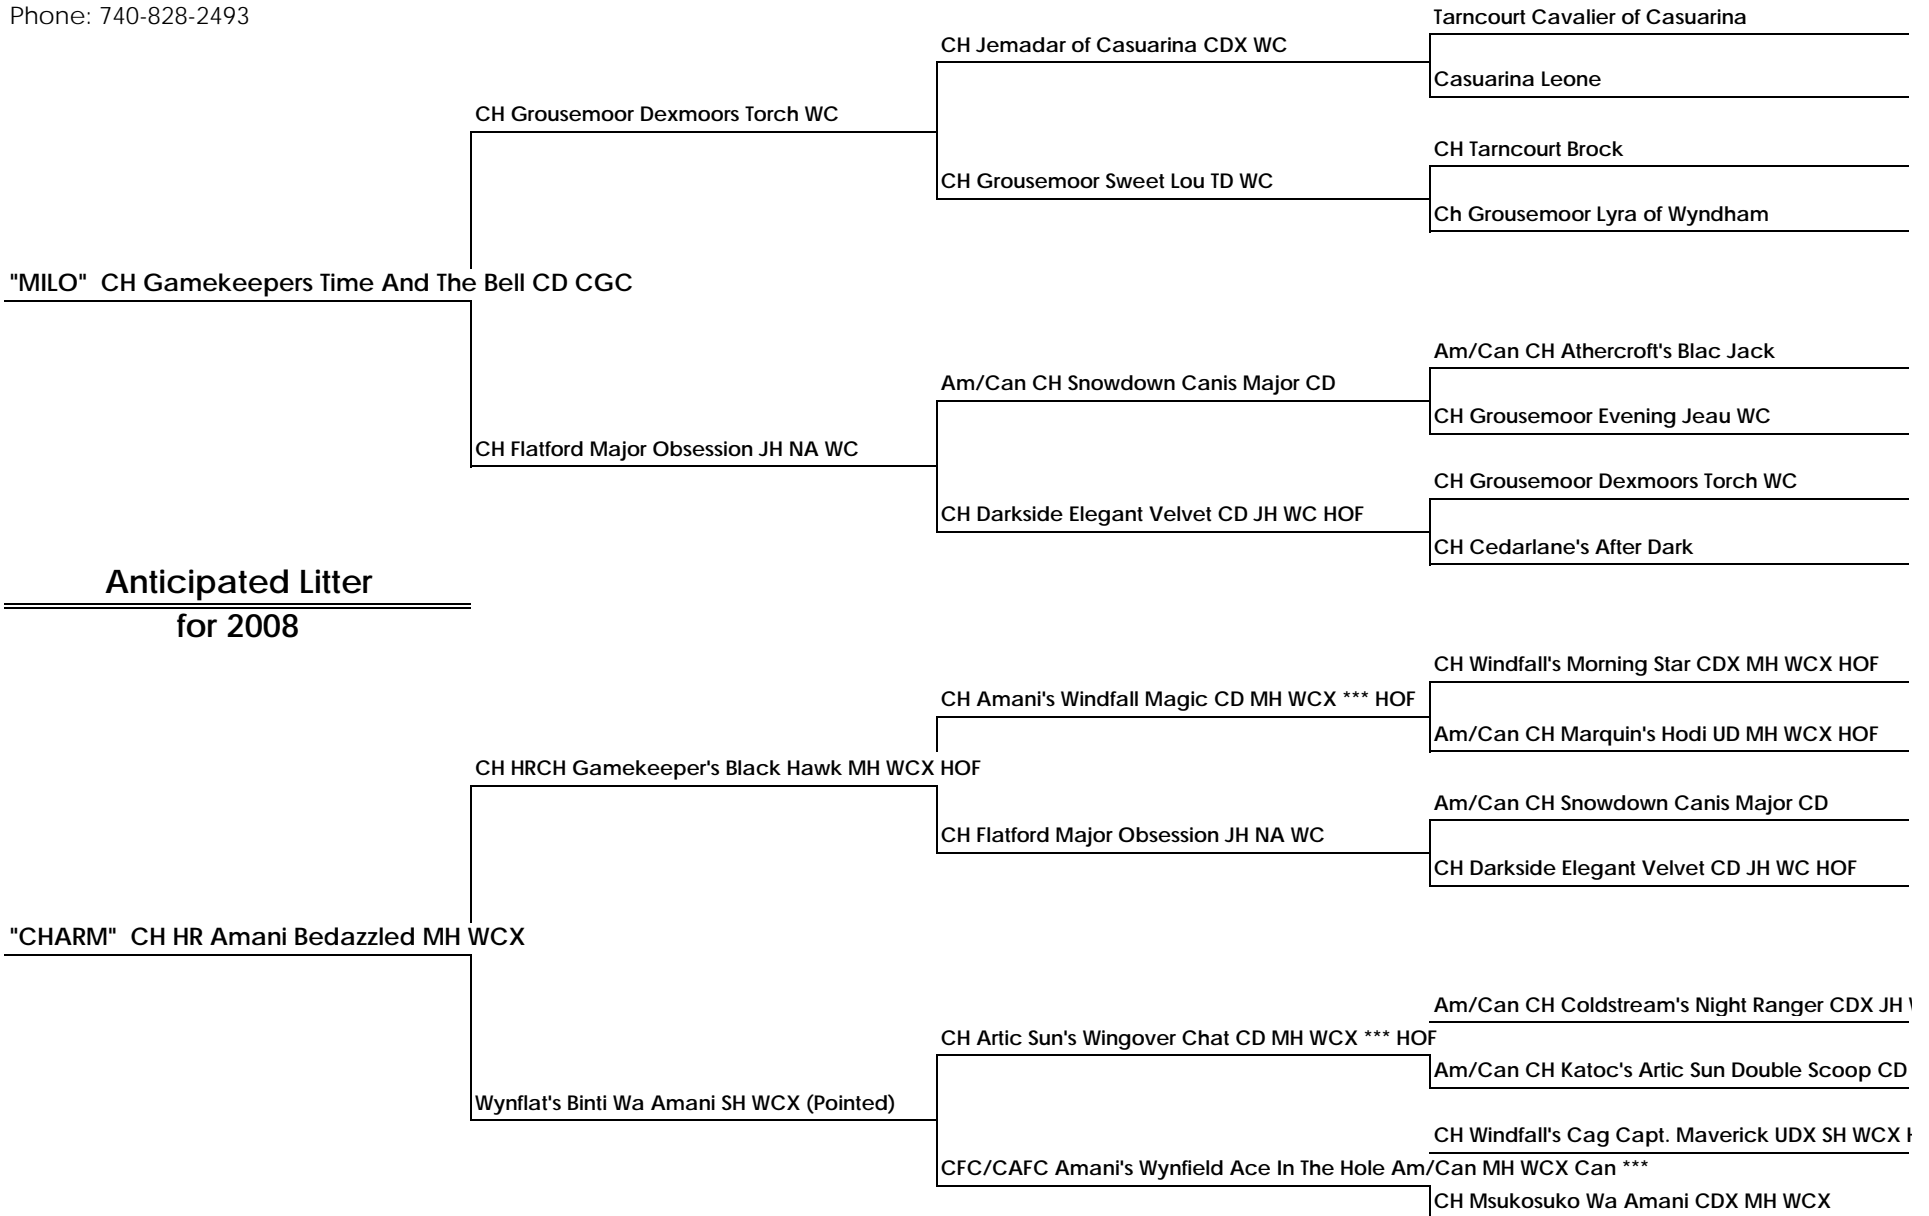 Phone: 740-828-2493
Tarncourt Cavalier of Casuarina
CH Jemadar of Casuarina CDX WC
Casuarina Leone
CH Grousemoor Dexmoors Torch WC
CH Tarncourt Brock
CH Grousemoor Sweet Lou TD WC
Ch Grousemoor Lyra of Wyndham
"MILO" CH Gamekeepers Time And The Bell CD CGC
Am/Can CH Athercroft's Blac Jack
Am/Can CH Snowdown Canis Major CD
CH Grousemoor Evening Jeau WC
CH Flatford Major Obsession JH NA WC
CH Grousemoor Dexmoors Torch WC
CH Darkside Elegant Velvet CD JH WC HOF
CH Cedarlane's After Dark
Anticipated Litter
for 2008
CH Windfall's Morning Star CDX MH WCX HOF
CH Amani's Windfall Magic CD MH WCX *** HOF
Am/Can CH Marquin's Hodi UD MH WCX HOF
CH HRCH Gamekeeper's Black Hawk MH WCX HOF
Am/Can CH Snowdown Canis Major CD
CH Flatford Major Obsession JH NA WC
CH Darkside Elegant Velvet CD JH WC HOF
"CHARM" CH HR Amani Bedazzled MH WCX
Am/Can CH Coldstream's Night Ranger CDX JH
CH Artic Sun's Wingover Chat CD MH WCX *** HOF
Am/Can CH Katoc's Artic Sun Double Scoop CD
Wynflat's Binti Wa Amani SH WCX (Pointed)
CH Windfall's Cag Capt. Maverick UDX SH WCX
CFC/CAFC Amani's Wynfield Ace In The Hole Am/Can MH WCX Can ***
CH Msukosuko Wa Amani CDX MH WCX